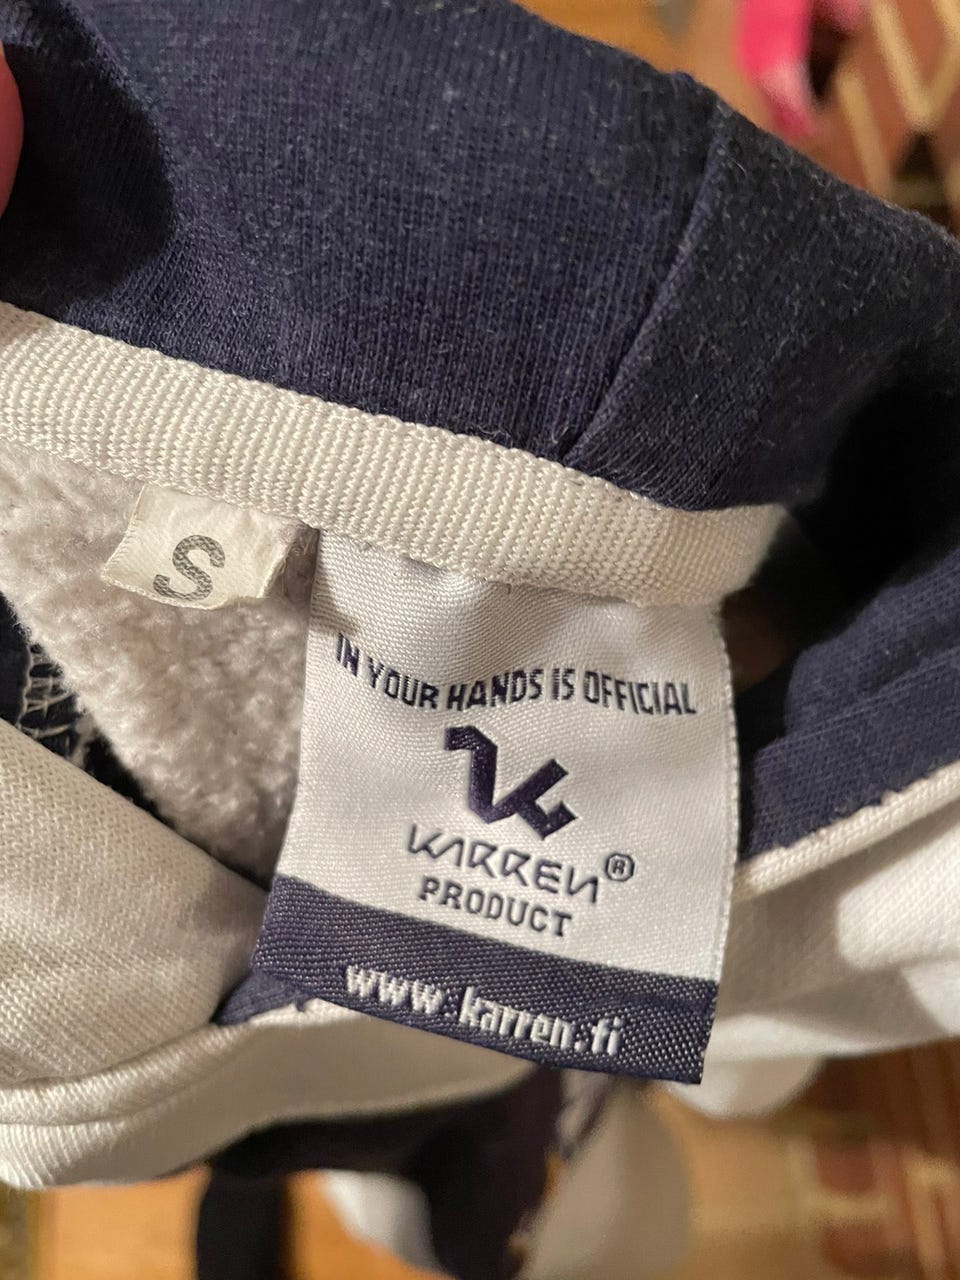 S
IN YOUR HANDS IS OFFICIAL
KARREN®
PRODUCT
www.karren.fi